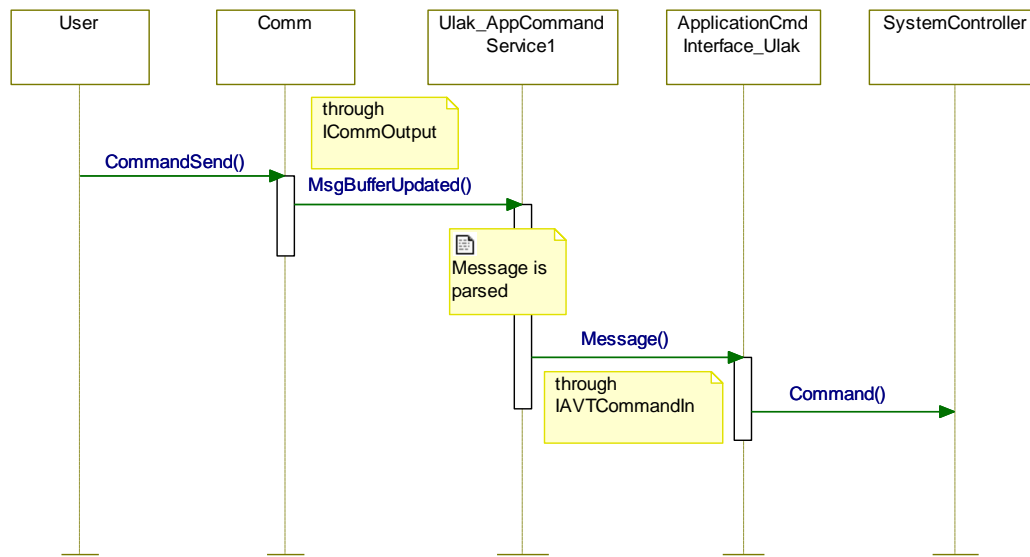 User
Comm
Ulak_AppCommand
Service1
ApplicationCmd
Interface_Ulak
SystemController
through
ICommOutput
CommandSend()
MsgBufferUpdated()
Message is
parsed
Message()
through
IAVTCommandIn
Command()